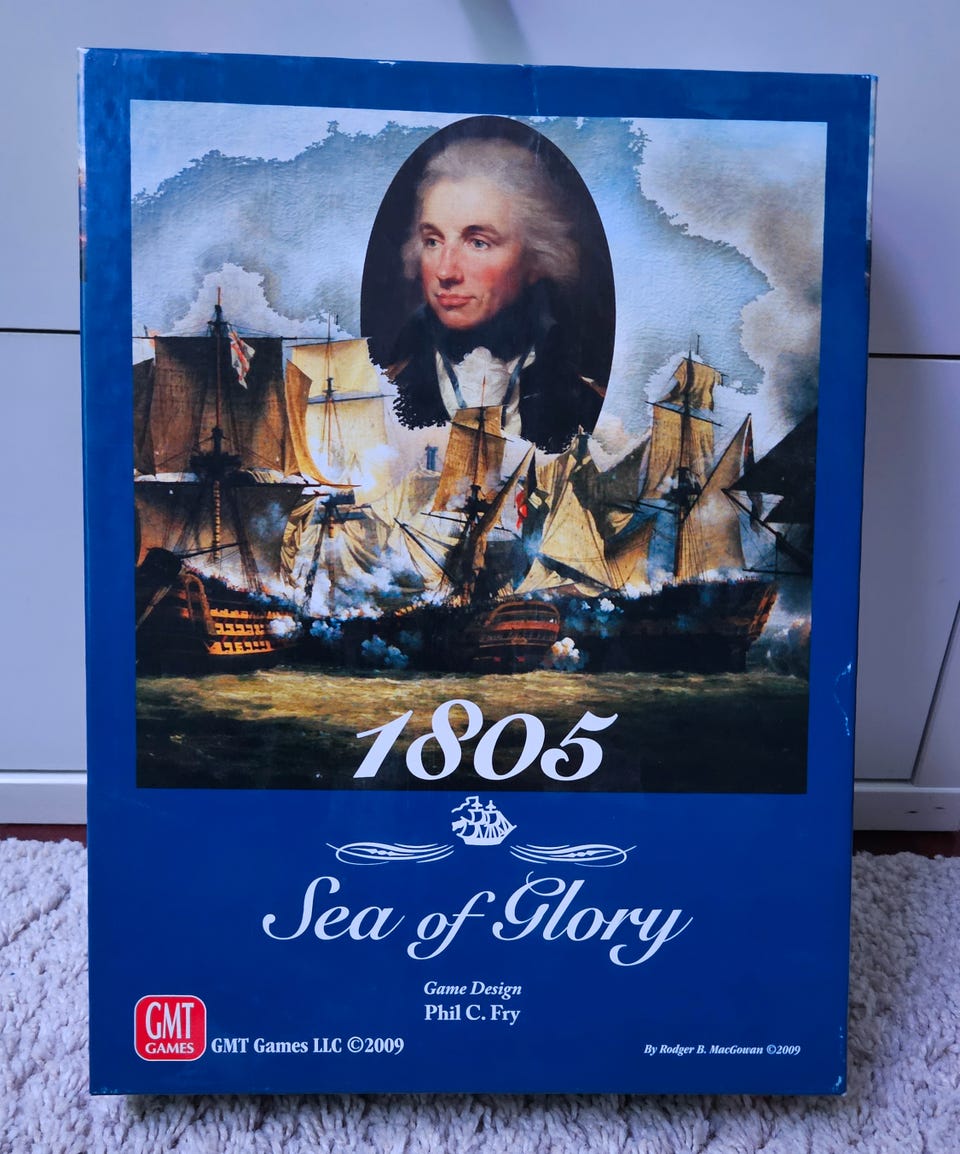 1805
Sea of Glory
Game Design
Phil C. Fry
GMT
GAMES
GMT Games LLC ©2009
By Rodger B. MacGowan ©2009